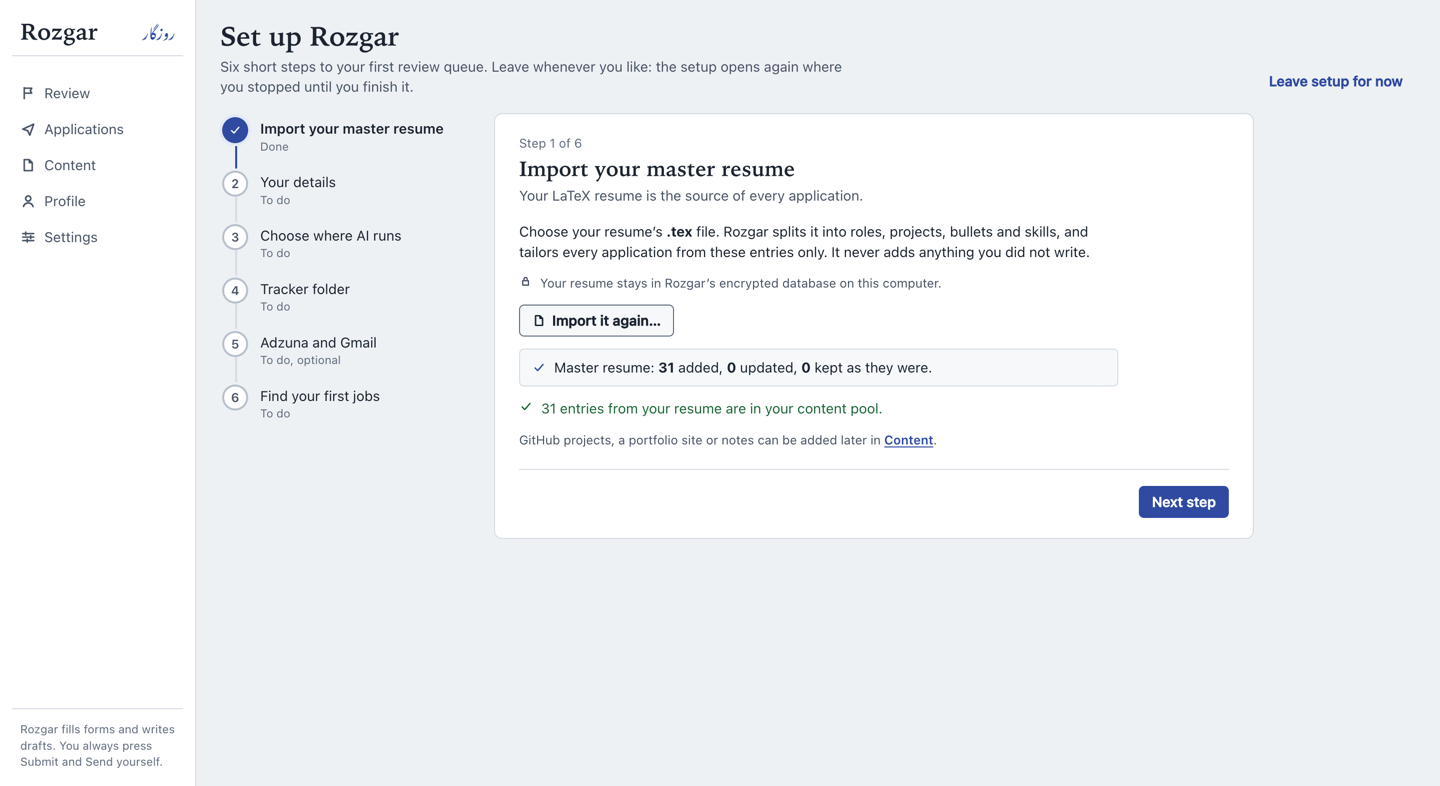 Rozgar
روزگار
Review
Applications
Content
Profile
Settings
Rozgar fills forms and writes
drafts. You always press
Submit and Send yourself.
Set up Rozgar
Six short steps to your first review queue. Leave whenever you like: the setup opens again where
you stopped until you finish it.
Leave setup for now
Import your master resume
Done
2
Your details
To do
3
Choose where AI runs
To do
4
Tracker folder
To do
5
Adzuna and Gmail
To do, optional
6
Find your first jobs
To do
Step 1 of 6
Import your master resume
Your LaTeX resume is the source of every application.
Choose your resume’s .tex file. Rozgar splits it into roles, projects, bullets and skills, and
tailors every application from these entries only. It never adds anything you did not write.
Your resume stays in Rozgar’s encrypted database on this computer.
Import it again...
Master resume: 31 added, 0 updated, 0 kept as they were.
31 entries from your resume are in your content pool.
GitHub projects, a portfolio site or notes can be added later in Content.
Next step